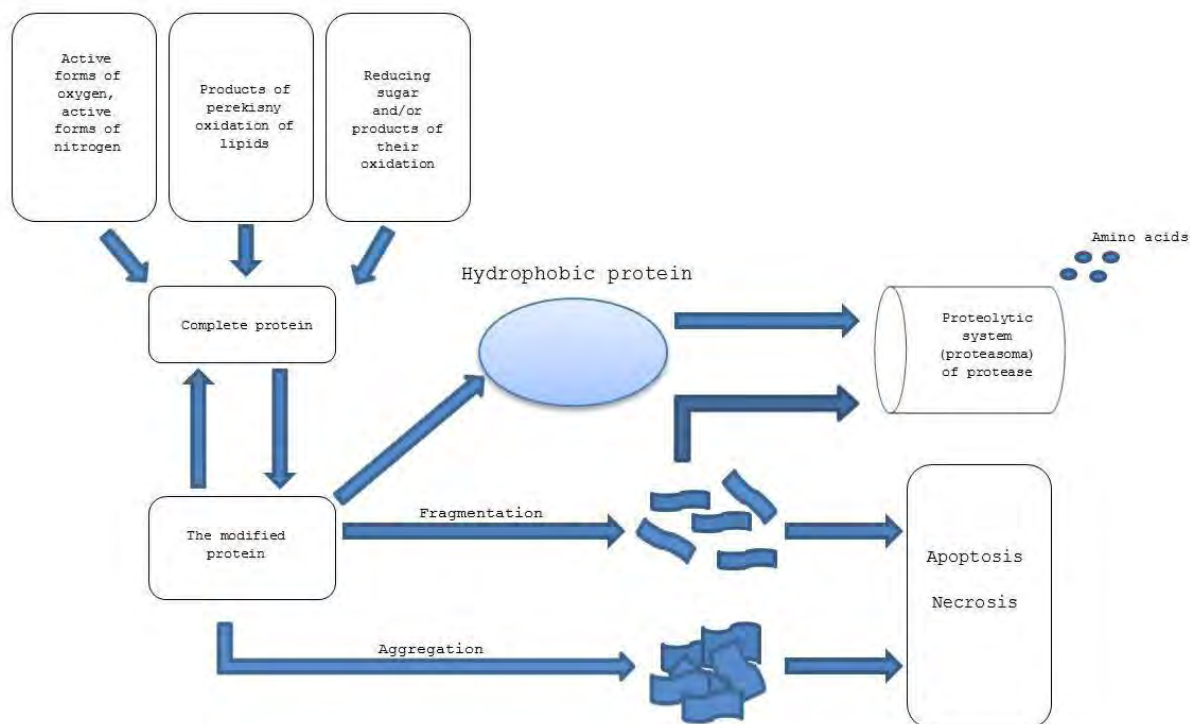 Active
forms of
oxygen,
active
forms of
nitrogen
Products of
perekisny
oxidation of
lipids
Reducing
sugar
and/or
products of
their
oxidation
Amino acids
Hydrophobic protein
Complete protein
Proteolytic
system
(proteasoma)
of protease
Fragmentation
The modified
protein
Apoptosis
Necrosis
Aggregation